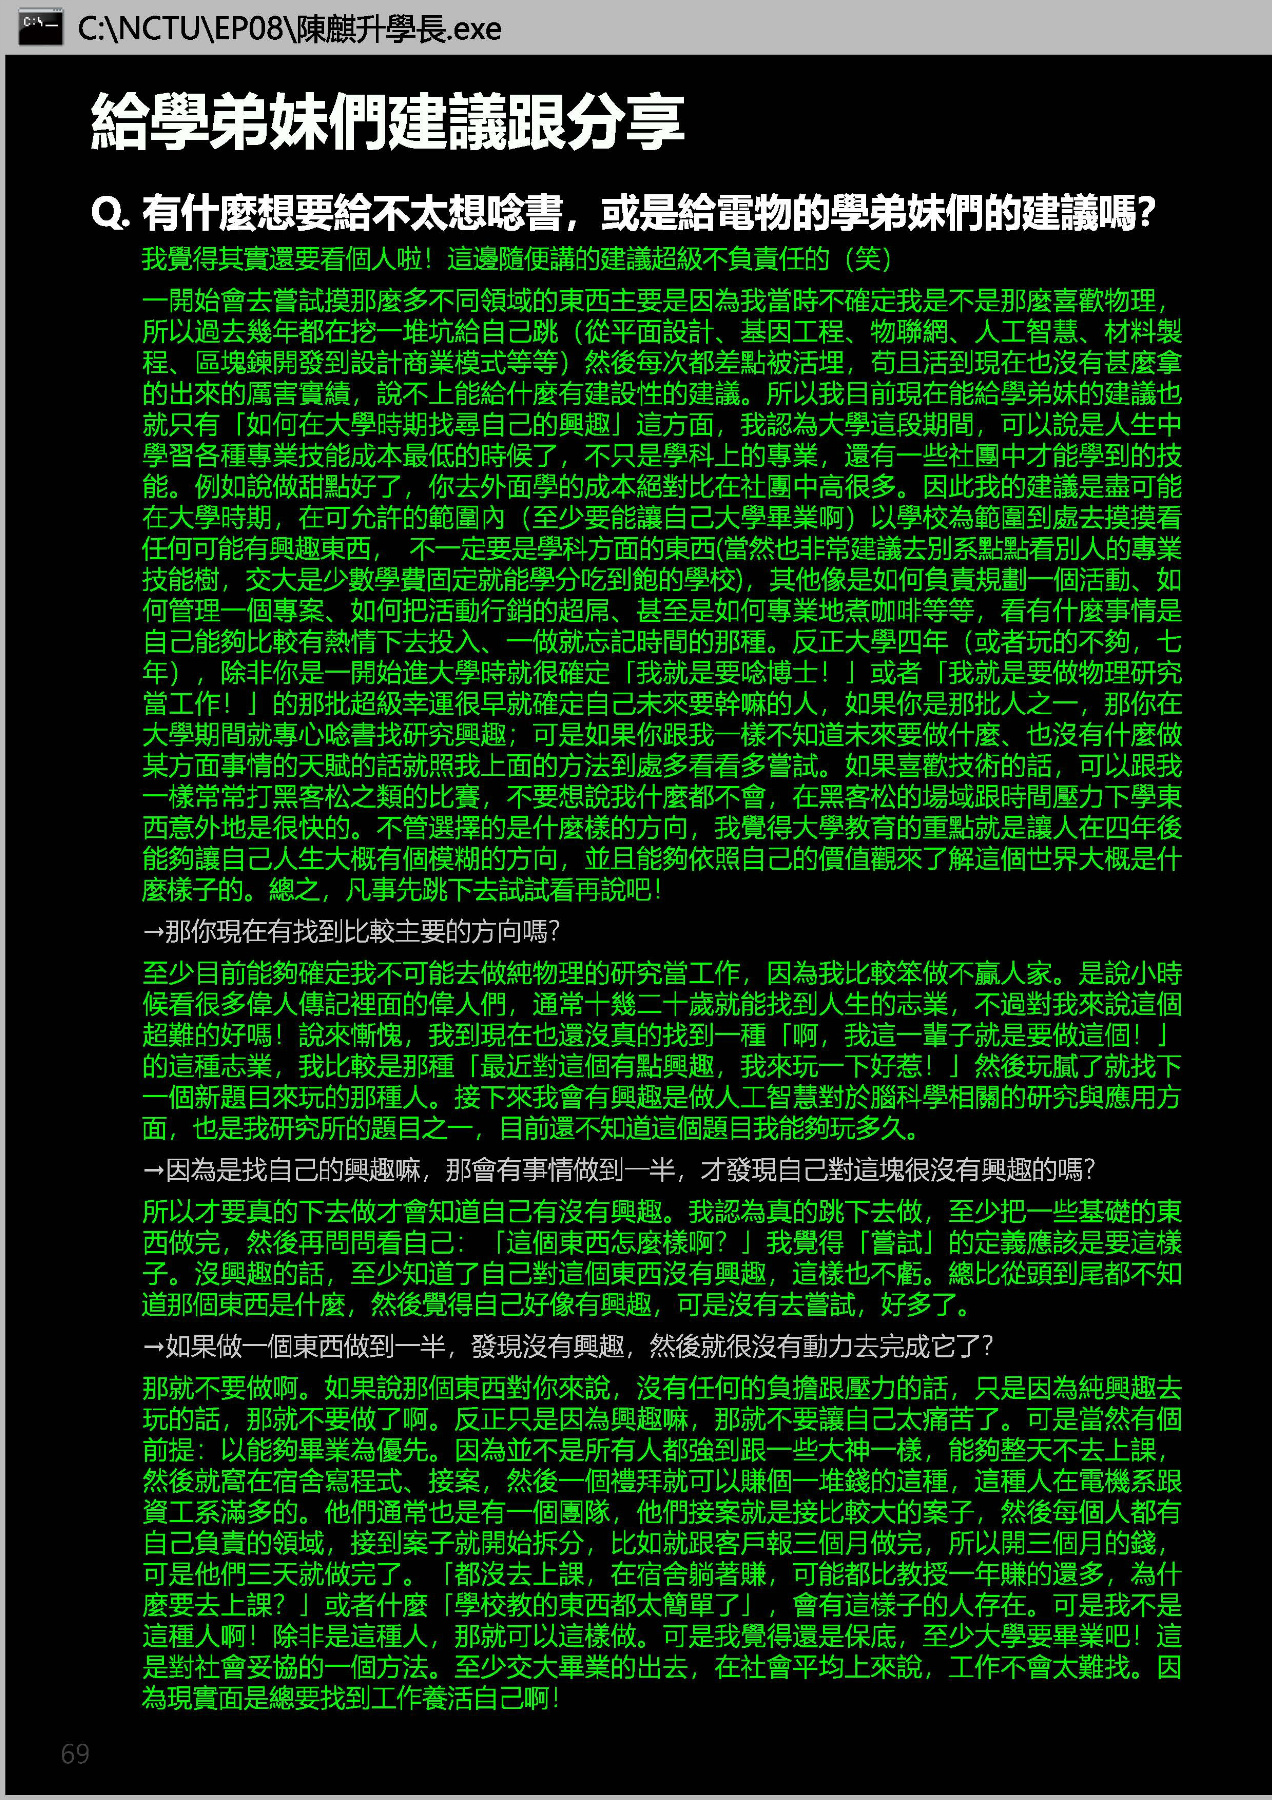 C:\NCTU\EP08\陳麒升學長.exe
給學弟妹們建議跟分享
Q. 有什麼想要給不太想唸書，或是給電物的學弟妹們的建議嗎？
我覺得其實還要看個人啦！這邊隨便講的建議超級不負責任的（笑）
一開始會去嘗試摸那麼多不同領域的東西主要是因為我當時不確定我是不是那麼喜歡物理，
所以過去幾年都在挖一堆坑給自己跳（從平面設計、基因工程、物聯網、人工智慧、材料製
程、區塊鍊開發到設計商業模式等等）然後每次都差點被活埋，苟且活到現在也沒有甚麼拿
的出來的厲害實績，說不上能給什麼有建設性的建議。所以我目前現在能給學弟妹的建議也
就只有「如何在大學時期找尋自己的興趣」這方面，我認為大學這段期間，可以說是人生中
學習各種專業技能成本最低的時候了，不只是學科上的專業，還有一些社團中才能學到的技
能。例如說做甜點好了，你去外面學的成本絕對比在社團中高很多。因此我的建議是盡可能
在大學時期，在可允許的範圍內（至少要能讓自己大學畢業啊）以學校為範圍到處去摸摸看
任何可能有興趣東西， 不一定要是學科方面的東西(當然也非常建議去別系點點看別人的專業
技能樹，交大是少數學費固定就能學分吃到飽的學校)，其他像是如何負責規劃一個活動、如
何管理一個專案、如何把活動行銷的超屌、甚至是如何專業地煮咖啡等等，看有什麼事情是
自己能夠比較有熱情下去投入、一做就忘記時間的那種。反正大學四年（或者玩的不夠，七
年），除非你是一開始進大學時就很確定「我就是要唸博士！」或者「我就是要做物理研究
當工作！」的那批超級幸運很早就確定自己未來要幹嘛的人，如果你是那批人之一，那你在
大學期間就專心唸書找研究興趣；可是如果你跟我一樣不知道未來要做什麼、也沒有什麼做
某方面事情的天賦的話就照我上面的方法到處多看看多嘗試。如果喜歡技術的話，可以跟我
一樣常常打黑客松之類的比賽，不要想說我什麼都不會，在黑客松的場域跟時間壓力下學東
西意外地是很快的。不管選擇的是什麼樣的方向，我覺得大學教育的重點就是讓人在四年後
能夠讓自己人生大概有個模糊的方向，並且能夠依照自己的價值觀來了解這個世界大概是什
麼樣子的。總之，凡事先跳下去試試看再說吧！
→那你現在有找到比較主要的方向嗎？
至少目前能夠確定我不可能去做純物理的研究當工作，因為我比較笨做不贏人家。是說小時
候看很多偉人傳記裡面的偉人們，通常十幾二十歲就能找到人生的志業，不過對我來說這個
超難的好嗎！說來慚愧，我到現在也還沒真的找到一種「啊，我這一輩子就是要做這個！」
的這種志業，我比較是那種「最近對這個有點興趣，我來玩一下好惹！」然後玩膩了就找下
一個新題目來玩的那種人。接下來我會有興趣是做人工智慧對於腦科學相關的研究與應用方
面，也是我研究所的題目之一，目前還不知道這個題目我能夠玩多久。
→因為是找自己的興趣嘛，那會有事情做到一半，才發現自己對這塊很沒有興趣的嗎？
所以才要真的下去做才會知道自己有沒有興趣。我認為真的跳下去做，至少把一些基礎的東
西做完，然後再問問看自己：「這個東西怎麼樣啊？」我覺得「嘗試」的定義應該是要這樣
子。沒興趣的話，至少知道了自己對這個東西沒有興趣，這樣也不虧。總比從頭到尾都不知
道那個東西是什麼，然後覺得自己好像有興趣，可是沒有去嘗試，好多了。
→如果做一個東西做到一半，發現沒有興趣，然後就很沒有動力去完成它了？
那就不要做啊。如果說那個東西對你來說，沒有任何的負擔跟壓力的話，只是因為純興趣去
玩的話，那就不要做了啊。反正只是因為興趣嘛，那就不要讓自己太痛苦了。可是當然有個
前提：以能夠畢業為優先。因為並不是所有人都強到跟一些大神一樣，能夠整天不去上課，
然後就窩在宿舍寫程式、接案，然後一個禮拜就可以賺個一堆錢的這種，這種人在電機系跟
資工系滿多的。他們通常也是有一個團隊，他們接案就是接比較大的案子，然後每個人都有
自己負責的領域，接到案子就開始拆分，比如就跟客戶報三個月做完，所以開三個月的錢，
可是他們三天就做完了。「都沒去上課，在宿舍躺著賺，可能都比教授一年賺的還多，為什
麼要去上課？」或者什麼「學校教的東西都太簡單了」，會有這樣子的人存在。可是我不是
這種人啊！除非是這種人，那就可以這樣做。可是我覺得還是保底，至少大學要畢業吧！這
是對社會妥協的一個方法。至少交大畢業的出去，在社會平均上來說，工作不會太難找。因
為現實面是總要找到工作養活自己啊！
69